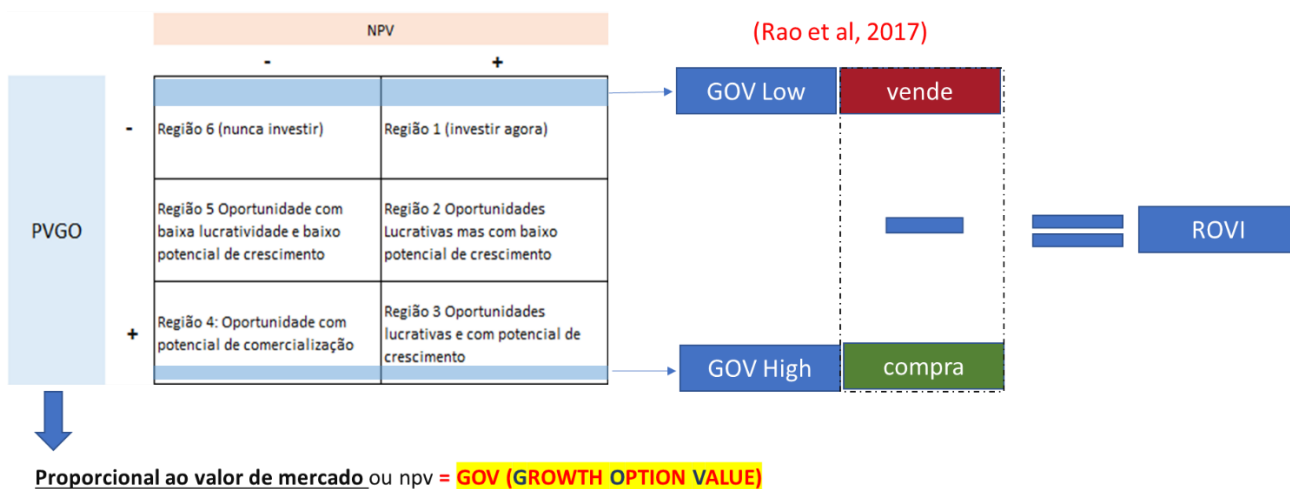 NPV
(Rao et al, 2017)
-
+
GOV Low
vende
-
Região 6 (nunca investir)
Região 1 (investir agora)
PVGO
Região 5 Oportunidade com
baixa lucratividade e baixo
potencial de crescimento
Região 2 Oportunidades
Lucrativas mas com baixo
potencial de crescimento
ROVI
+
Região 4: Oportunidade com
potencial de comercialização
Região 3 Oportunidades
lucrativas e com potencial de
crescimento
GOV High
compra
Proporcional ao valor de mercado ou npv = GOV (GROWTH OPTION VALUE)